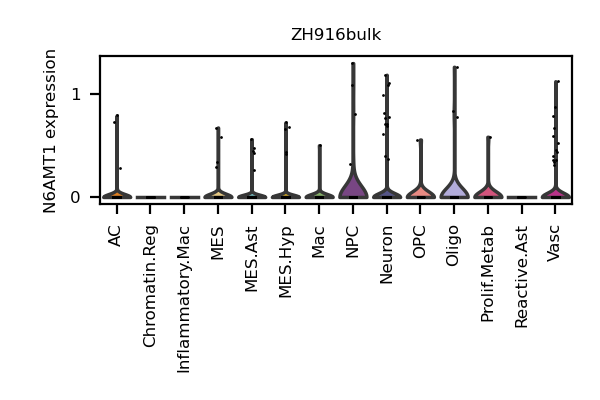 ZH916bulk
N6AMT1 expression
1
0
AC
Chromatin.Reg
Inflammatory.Mac
MES
MES.Ast
MES.Hyp
Mac
NPC
Neuron
OPC
Oligo
Prolif.Metab
Reactive.Ast
Vasc